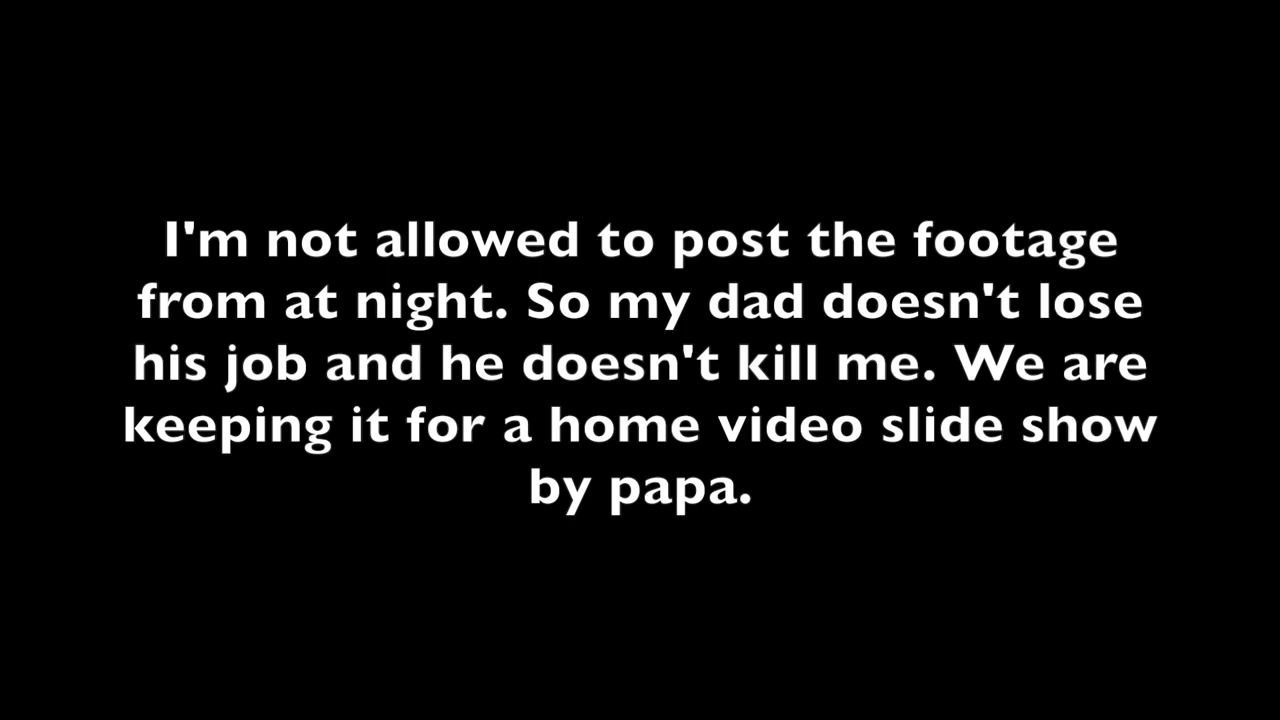 I'm not allowed to post the footage
from at night. So my dad doesn't lose
his job and he doesn't kill me. We are
keeping it for a home video slide show
by papa.